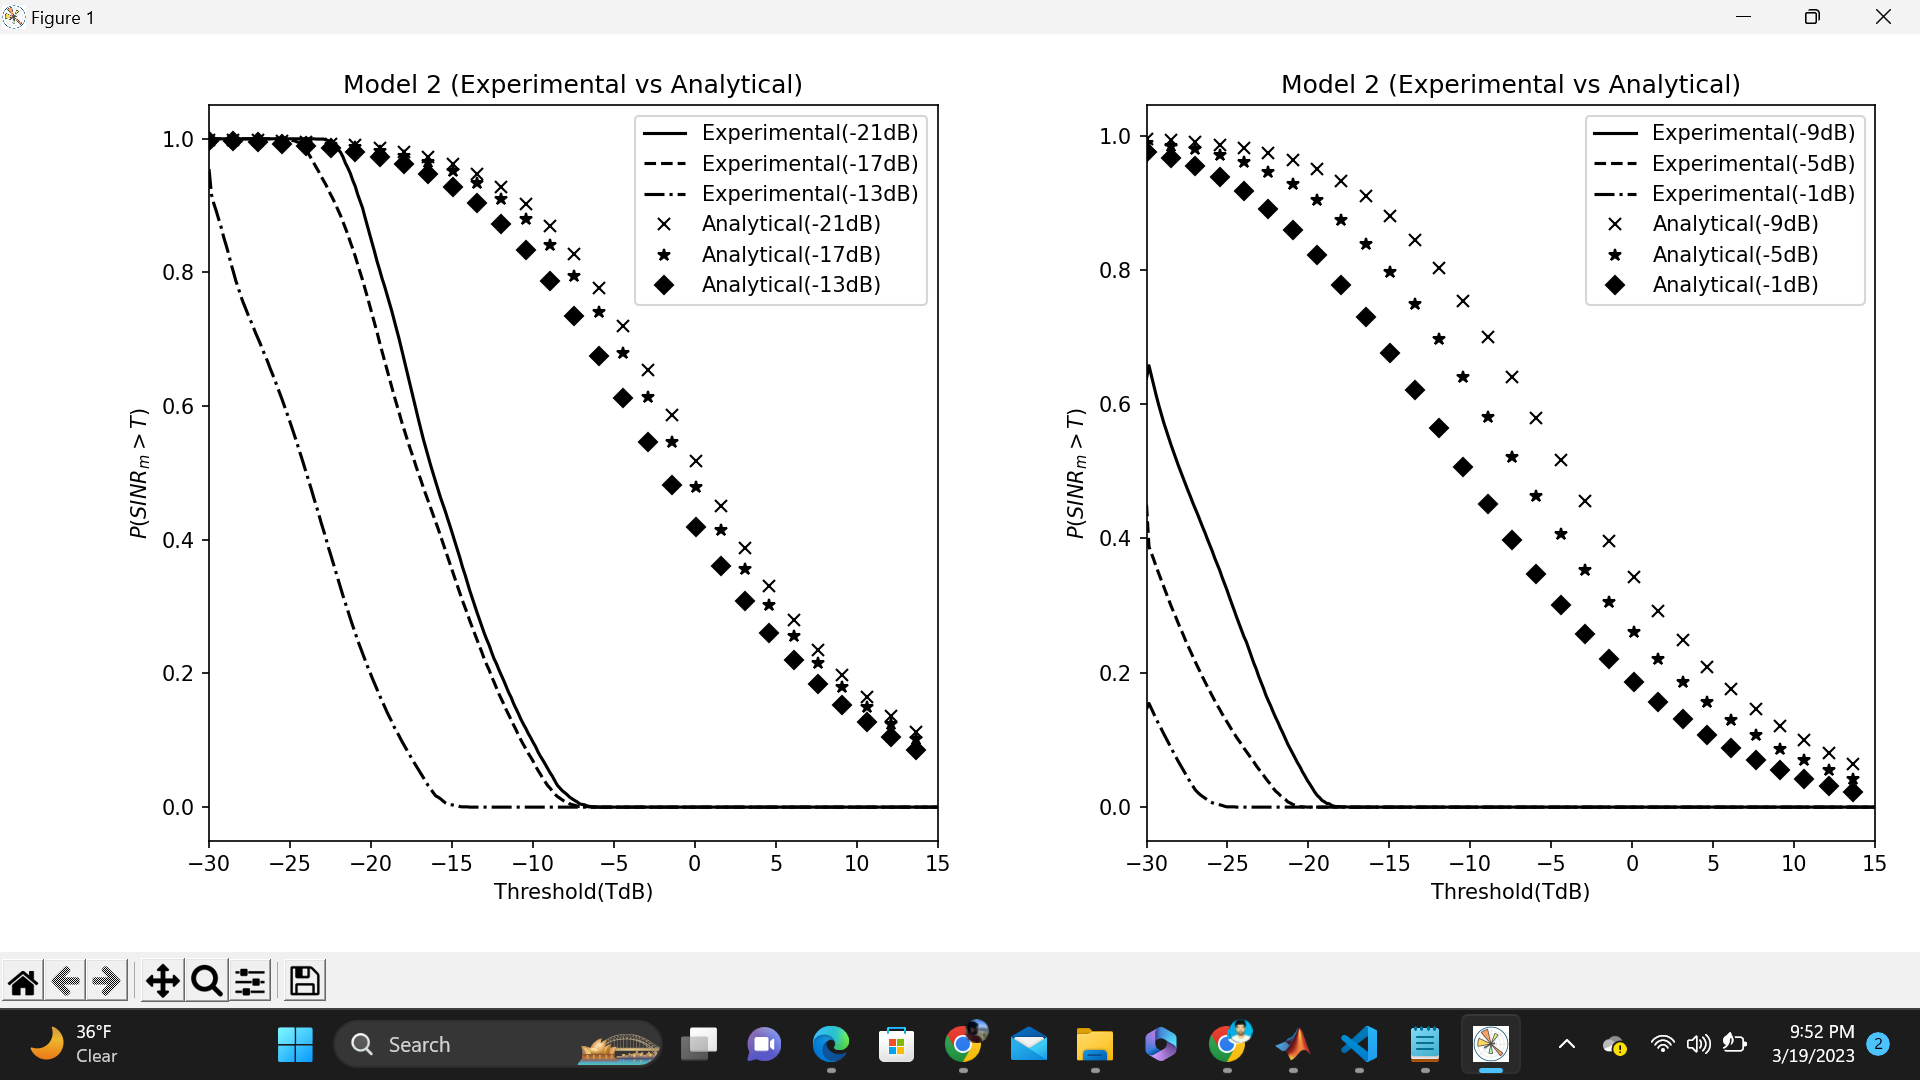 Figure 1
Model 2 (Experimental vs Analytical)
1.0
0.8
0.6
0.4
0.2
0.0
P(SINRm > T)
Experimental(-21dB)
Experimental(-17dB)
Experimental(-13dB)
Analytical(-21dB)
Analytical(-17dB)
Analytical(-13dB)
−30 −25 −20 −15 −10 −5 0 5 10 15
Threshold(TdB)
Model 2 (Experimental vs Analytical)
1.0
0.8
0.6
0.4
0.2
0.0
P(SINRm > T)
Experimental(-9dB)
Experimental(-5dB)
Experimental(-1dB)
Analytical(-9dB)
Analytical(-5dB)
Analytical(-1dB)
−30 −25 −20 −15 −10 −5 0 5 10 15
Threshold(TdB)
36°F
Clear
Search
9:52 PM
3/19/2023
2